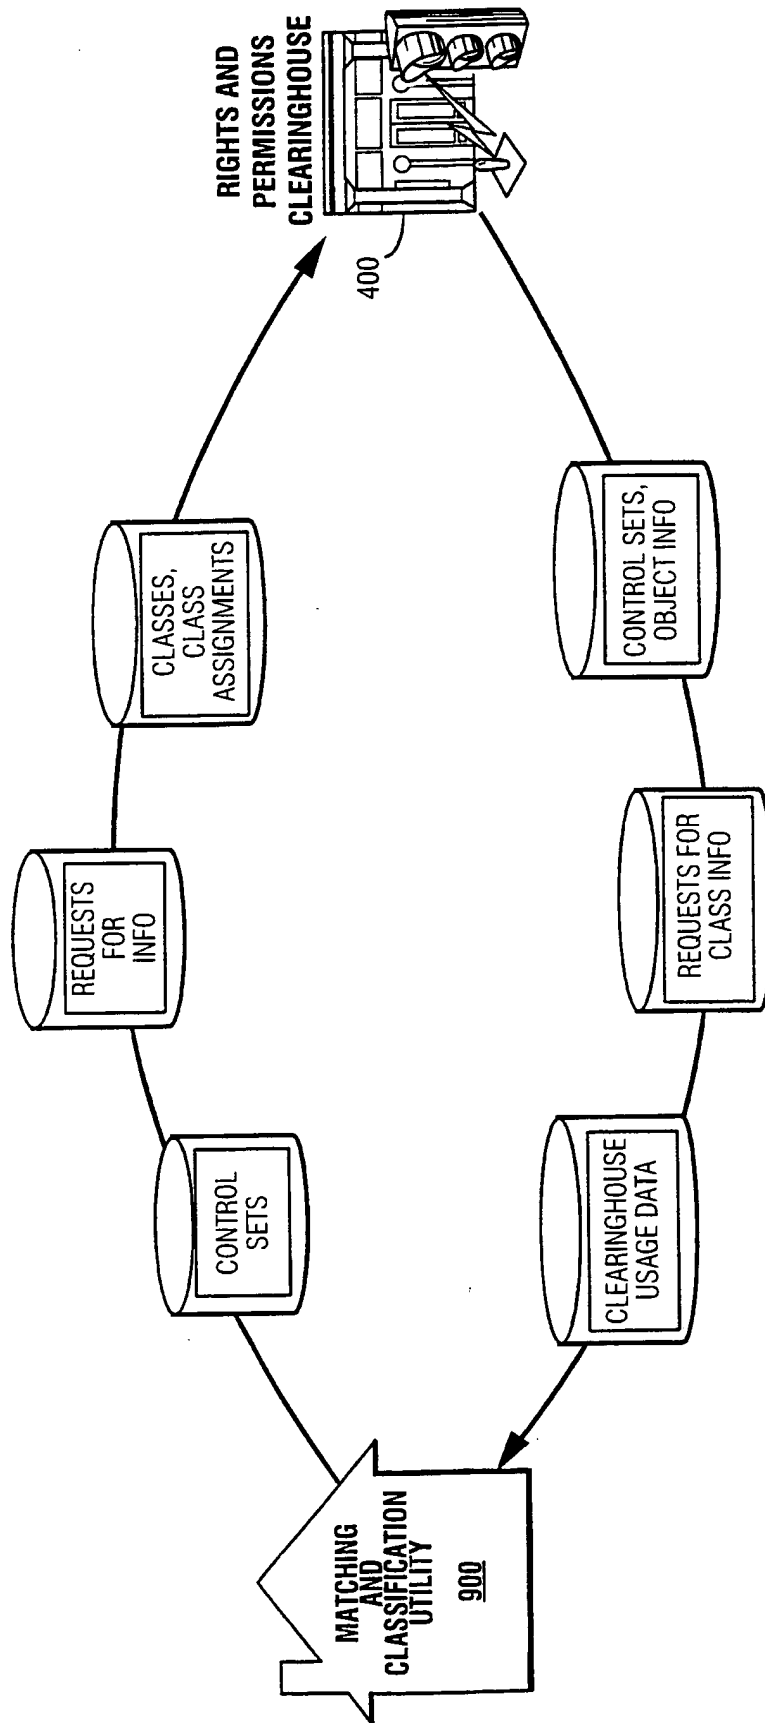 RIGHTS AND
PERMISSIONS
CLEARINGHOUSE
400
CLASSES,
CLASS
ASSIGNMENTS
REQUESTS
FOR
INFO
CONTROL
SETS
MATCHING
AND
CLASSIFICATION
UTILITY
900
CONTROL SETS,
OBJECT INFO
REQUESTS FOR
CLASS INFO
CLEARINGHOUSE
USAGE DATA